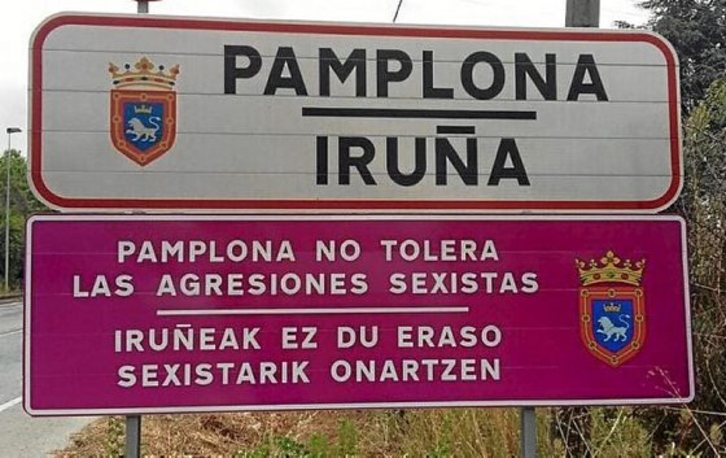 PAMPLONA
IRUÑA
PAMPLONA NO TOLERA
LAS AGRESIONES SEXISTAS
IRUÑEAK EZ DU ERASO
SEXISTARIK ONARTZEN